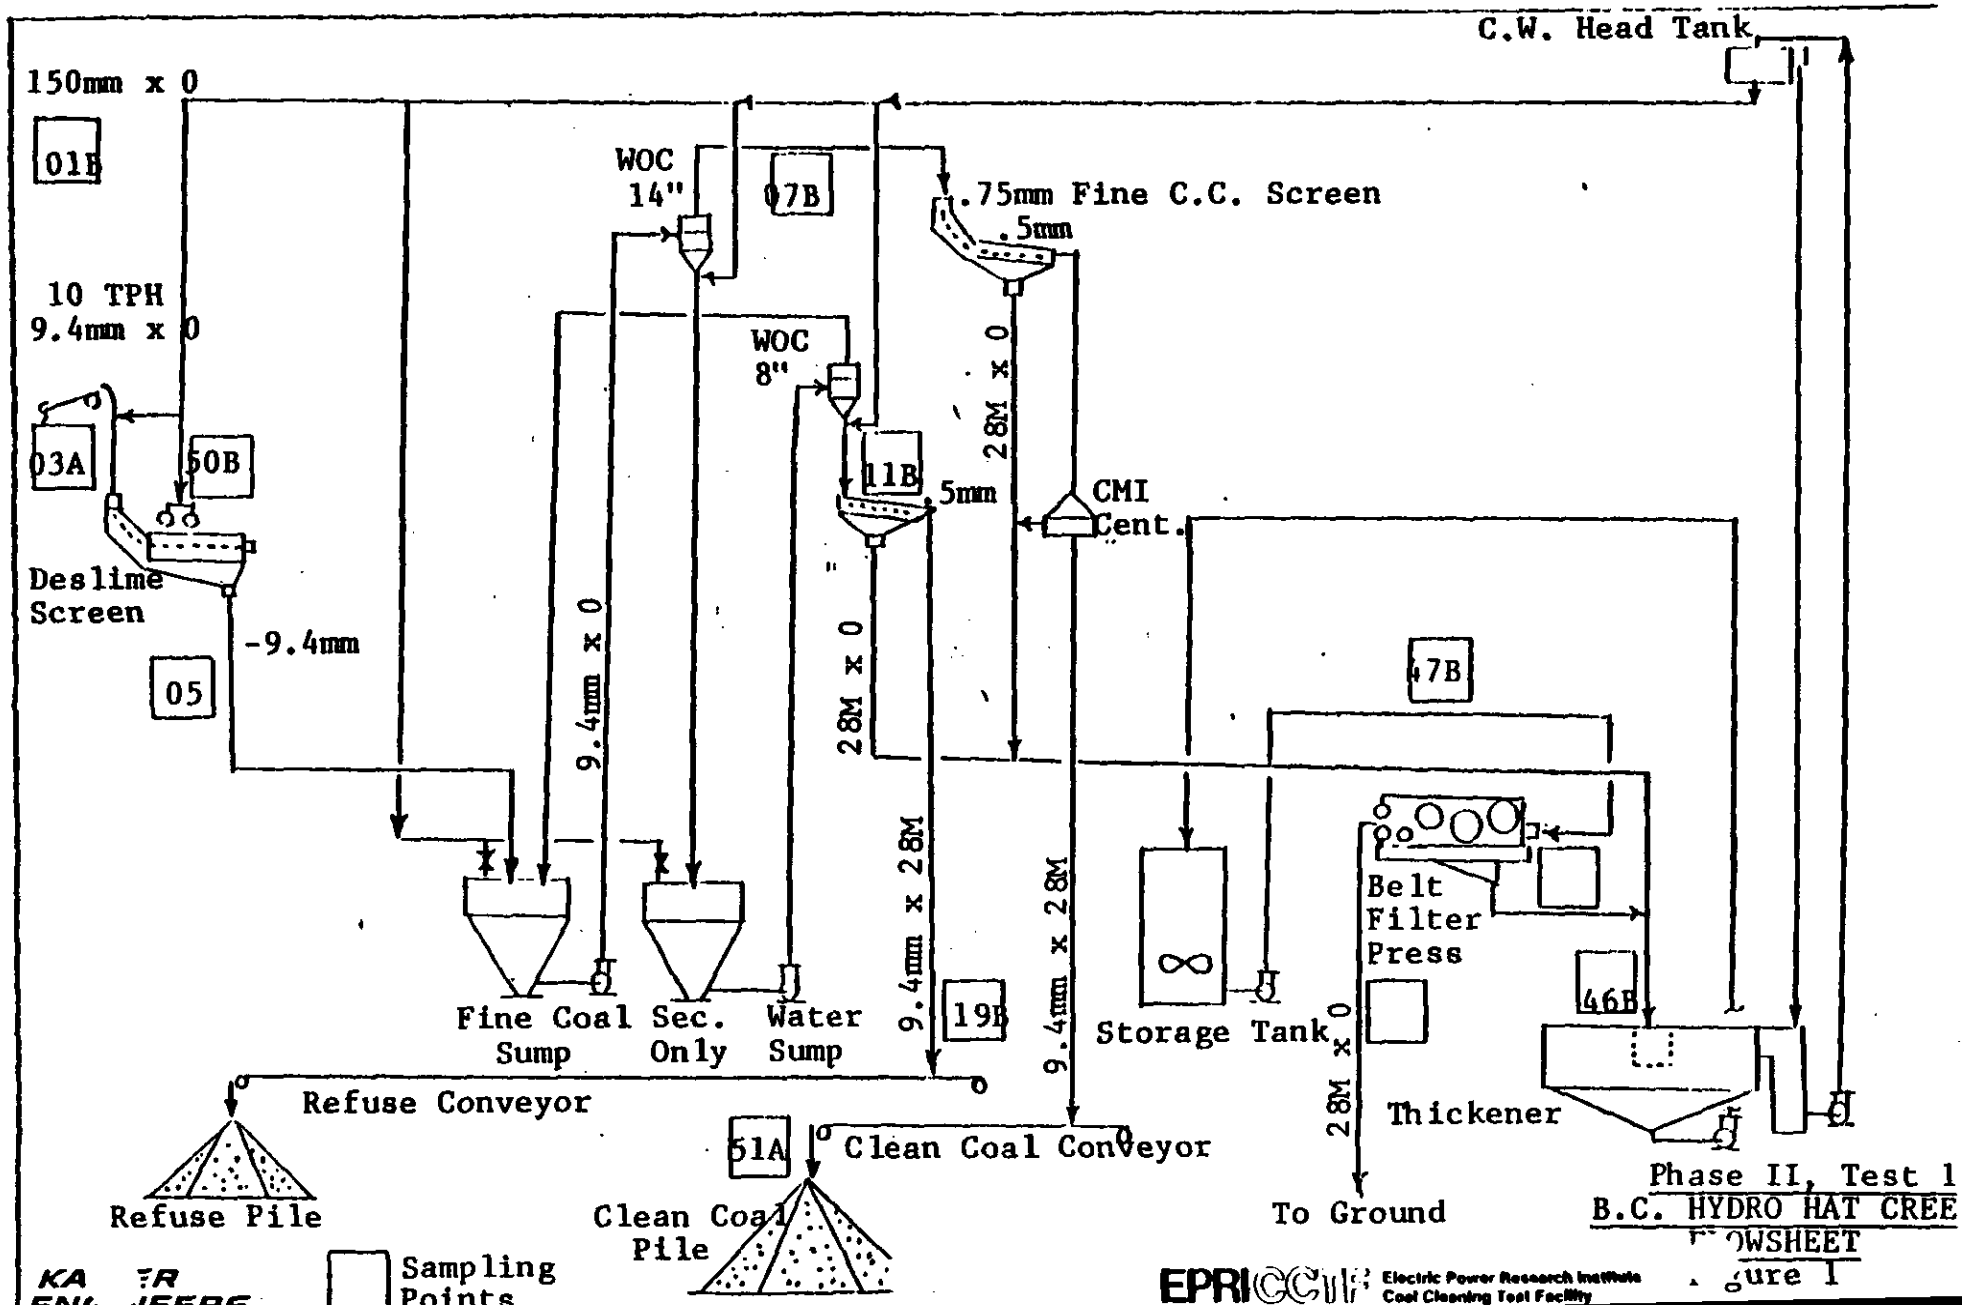 C.W. Head Tank
150mm x 0
01B
WOC
14"
07B
.75mm Fine C.C. Screen
.5mm
10 TPH
9.4mm x 0
WOC
8"
28M x 0
03A
50B
11B
.5mm
CMI
Cent.
Deslime
Screen
-9.4mm
05
9.4mm x 0
28M x 0
47B
9.4mm x 28M
9.4mm x 28M
Belt
Filter
Press
46B
19B
Fine Coal
Sump
Sec.
Only
Water
Sump
Storage Tank
28M x 0
Refuse Conveyor
Thickener
51A
Clean Coal Conveyor
Refuse Pile
Clean Coal
Pile
To Ground
Phase II, Test 1
B.C. HYDRO HAT CREE
OWSHEET
gure 1
Sampling
Points
EPRI CCTF Electric Power Research Institute
Coal Cleaning Test Facility